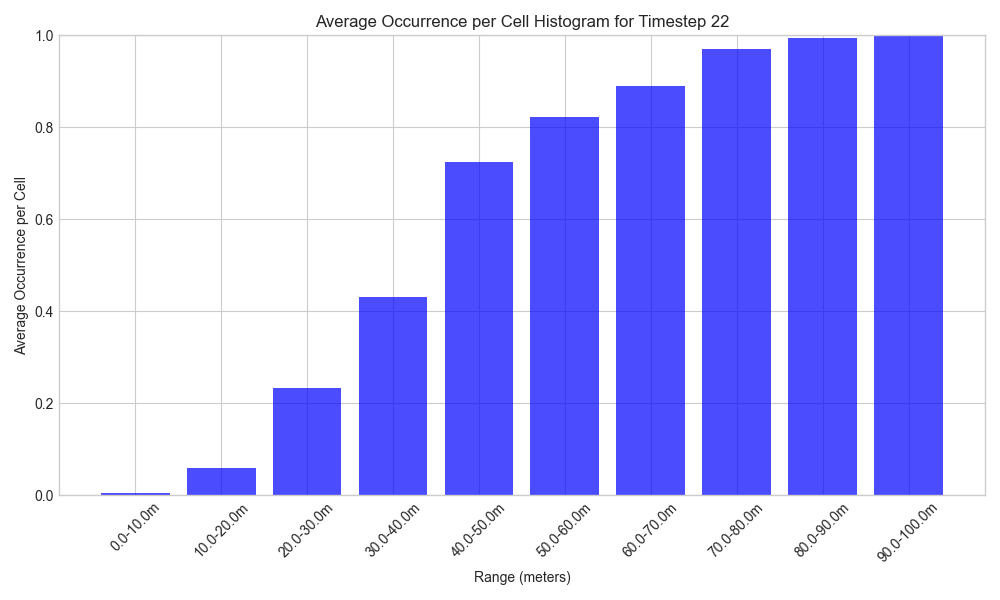 Average Occurrence per Cell Histogram for Timestep 22
Average Occurrence per Cell
1.0
0.8
0.6
0.4
0.2
0.0
0.0-10.0m
10.0-20.0m
20.0-30.0m
30.0-40.0m
40.0-50.0m
50.0-60.0m
60.0-70.0m
70.0-80.0m
80.0-90.0m
90.0-100.0m
Range (meters)